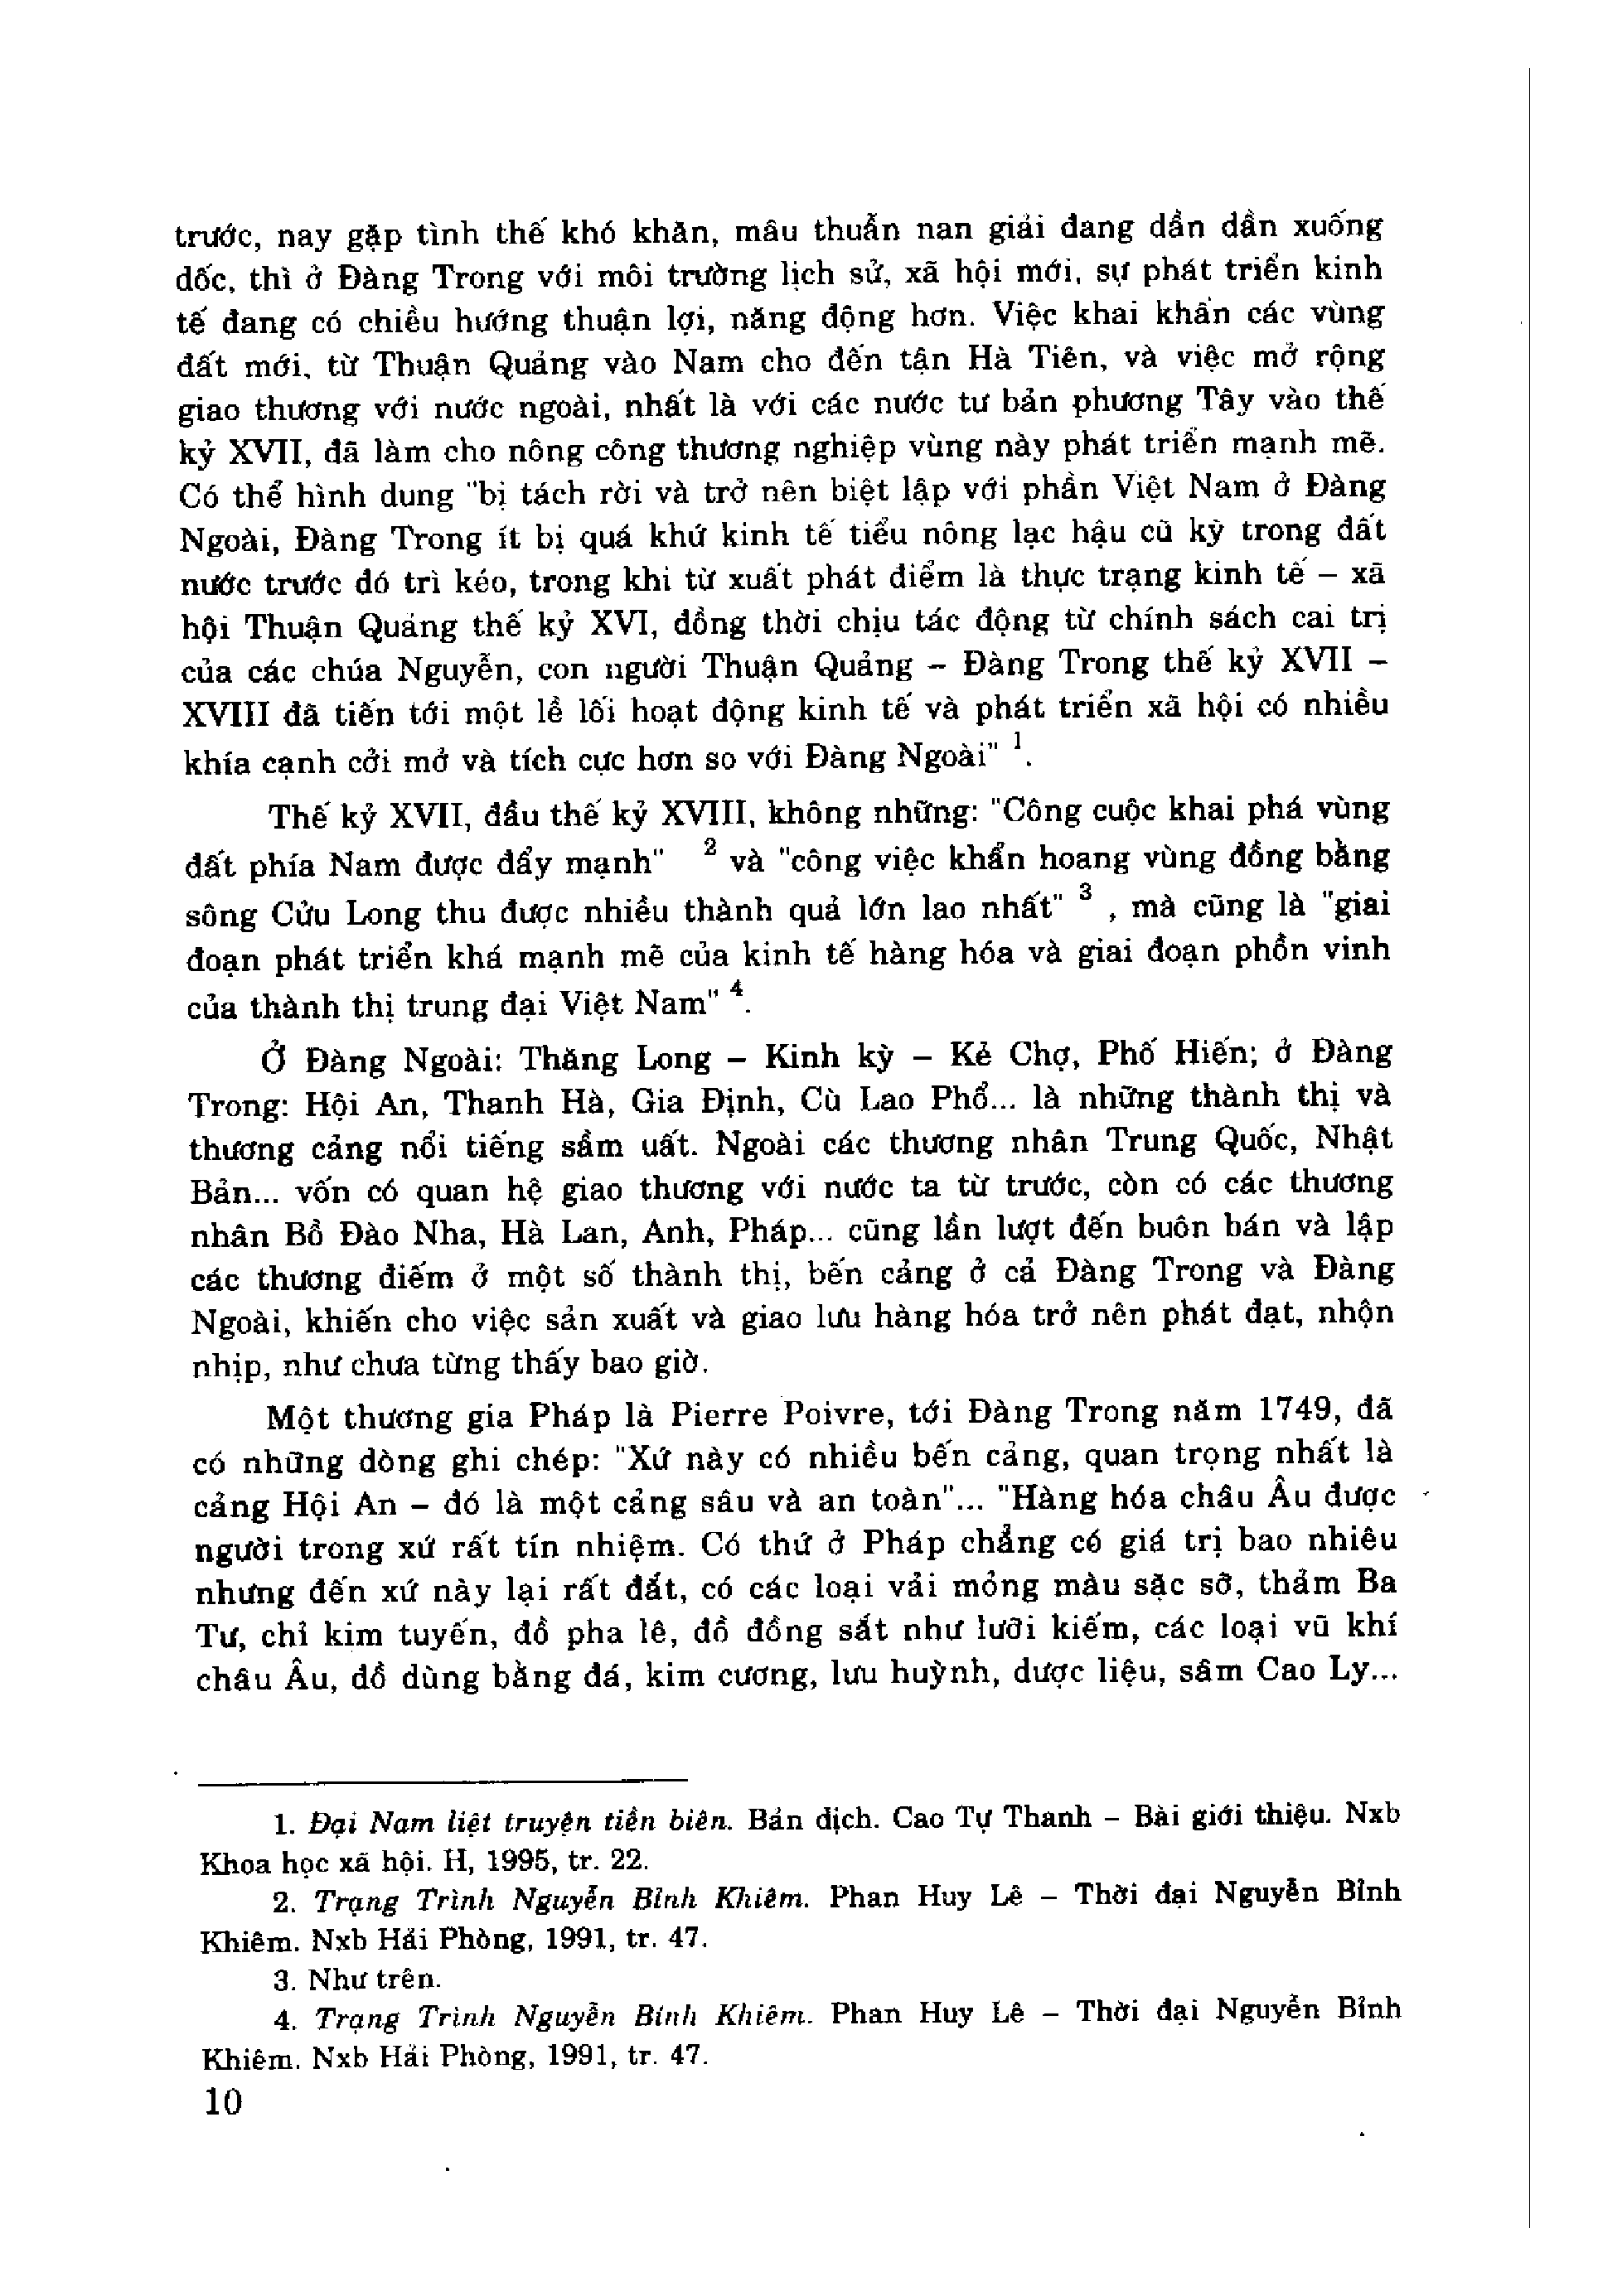 trước, nay gặp tình thế khó khăn, mâu thuẫn nan giải đang dần dần xuống
dốc, thì ở Đàng Trong với môi trường lịch sử, xã hội mới, sự phát triển kinh
tế đang có chiều hướng thuận lợi, năng động hơn. Việc khai khẩn các vùng
đất mới, từ Thuận Quảng vào Nam cho đến tận Hà Tiên, và việc mở rộng
giao thương với nước ngoài, nhất là với các nước tư bản phương Tây vào thế
kỷ XVII, đã làm cho nông công thương nghiệp vùng này phát triển mạnh mẽ.
Có thể hình dung "bị tách rời và trở nên biệt lập với phần Việt Nam ở Đàng
Ngoài, Đàng Trong ít bị quá khứ kinh tế tiểu nông lạc hậu cũ kỹ trong đất
nước trước đó trì kéo, trong khi từ xuất phát điểm là thực trạng kinh tế – xã
hội Thuận Quảng thế kỷ XVI, đồng thời chịu tác động từ chính sách cai trị
của các chúa Nguyễn, con người Thuận Quảng – Đàng Trong thế kỷ XVII –
XVIII đã tiến tới một lề lối hoạt động kinh tế và phát triển xã hội có nhiều
khía cạnh cởi mở và tích cực hơn so với Đàng Ngoài" 1.
Thế kỷ XVII, đầu thế kỷ XVIII, không những: "Công cuộc khai phá vùng
đất phía Nam được đẩy mạnh" 2 và "công việc khẩn hoang vùng đồng bằng
sông Cửu Long thu được nhiều thành quả lớn lao nhất" 3 , mà cũng là "giai
đoạn phát triển khá mạnh mẽ của kinh tế hàng hóa và giai đoạn phồn vinh
của thành thị trung đại Việt Nam" 4.
Ở Đàng Ngoài: Thăng Long – Kinh kỳ – Kẻ Chợ, Phố Hiến; ở Đàng
Trong: Hội An, Thanh Hà, Gia Định, Cù Lao Phố... là những thành thị và
thương cảng nổi tiếng sầm uất. Ngoài các thương nhân Trung Quốc, Nhật
Bản... vốn có quan hệ giao thương với nước ta từ trước, còn có các thương
nhân Bồ Đào Nha, Hà Lan, Anh, Pháp... cũng lần lượt đến buôn bán và lập
các thương điếm ở một số thành thị, bến cảng ở cả Đàng Trong và Đàng
Ngoài, khiến cho việc sản xuất và giao lưu hàng hóa trở nên phát đạt, nhộn
nhịp, như chưa từng thấy bao giờ.
Một thương gia Pháp là Pierre Poivre, tới Đàng Trong năm 1749, đã
có những dòng ghi chép: "Xứ này có nhiều bến cảng, quan trọng nhất là
cảng Hội An – đó là một cảng sâu và an toàn"... "Hàng hóa châu Âu được
người trong xứ rất tín nhiệm. Có thứ ở Pháp chẳng có giá trị bao nhiêu
nhưng đến xứ này lại rất đắt, có các loại vải mỏng màu sặc sỡ, thảm Ba
Tư, chỉ kim tuyến, đồ pha lê, đồ đồng sắt như lưỡi kiếm, các loại vũ khí
châu Âu, đồ dùng bằng đá, kim cương, lưu huỳnh, dược liệu, sâm Cao Ly...
1. Đại Nam liệt truyện tiền biên. Bản dịch. Cao Tự Thanh – Bài giới thiệu. Nxb
Khoa học xã hội. H, 1995, tr. 22.
2. Trạng Trình Nguyễn Bỉnh Khiêm. Phan Huy Lê – Thời đại Nguyễn Bỉnh
Khiêm. Nxb Hải Phòng, 1991, tr. 47.
3. Như trên.
4. Trạng Trình Nguyễn Bỉnh Khiêm. Phan Huy Lê – Thời đại Nguyễn Bỉnh
Khiêm. Nxb Hải Phòng, 1991, tr. 47.
10